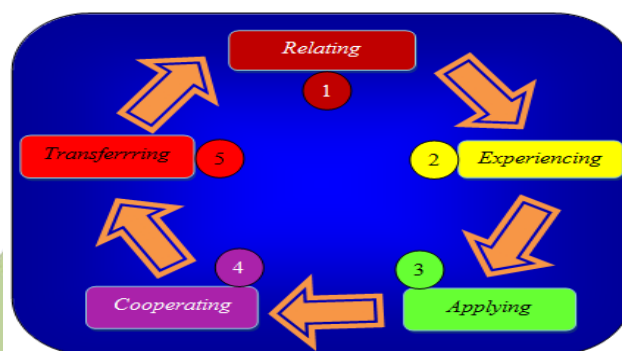 Relating
1
2
Experiencing
3
Applying
4
Cooperating
Transferrring
5